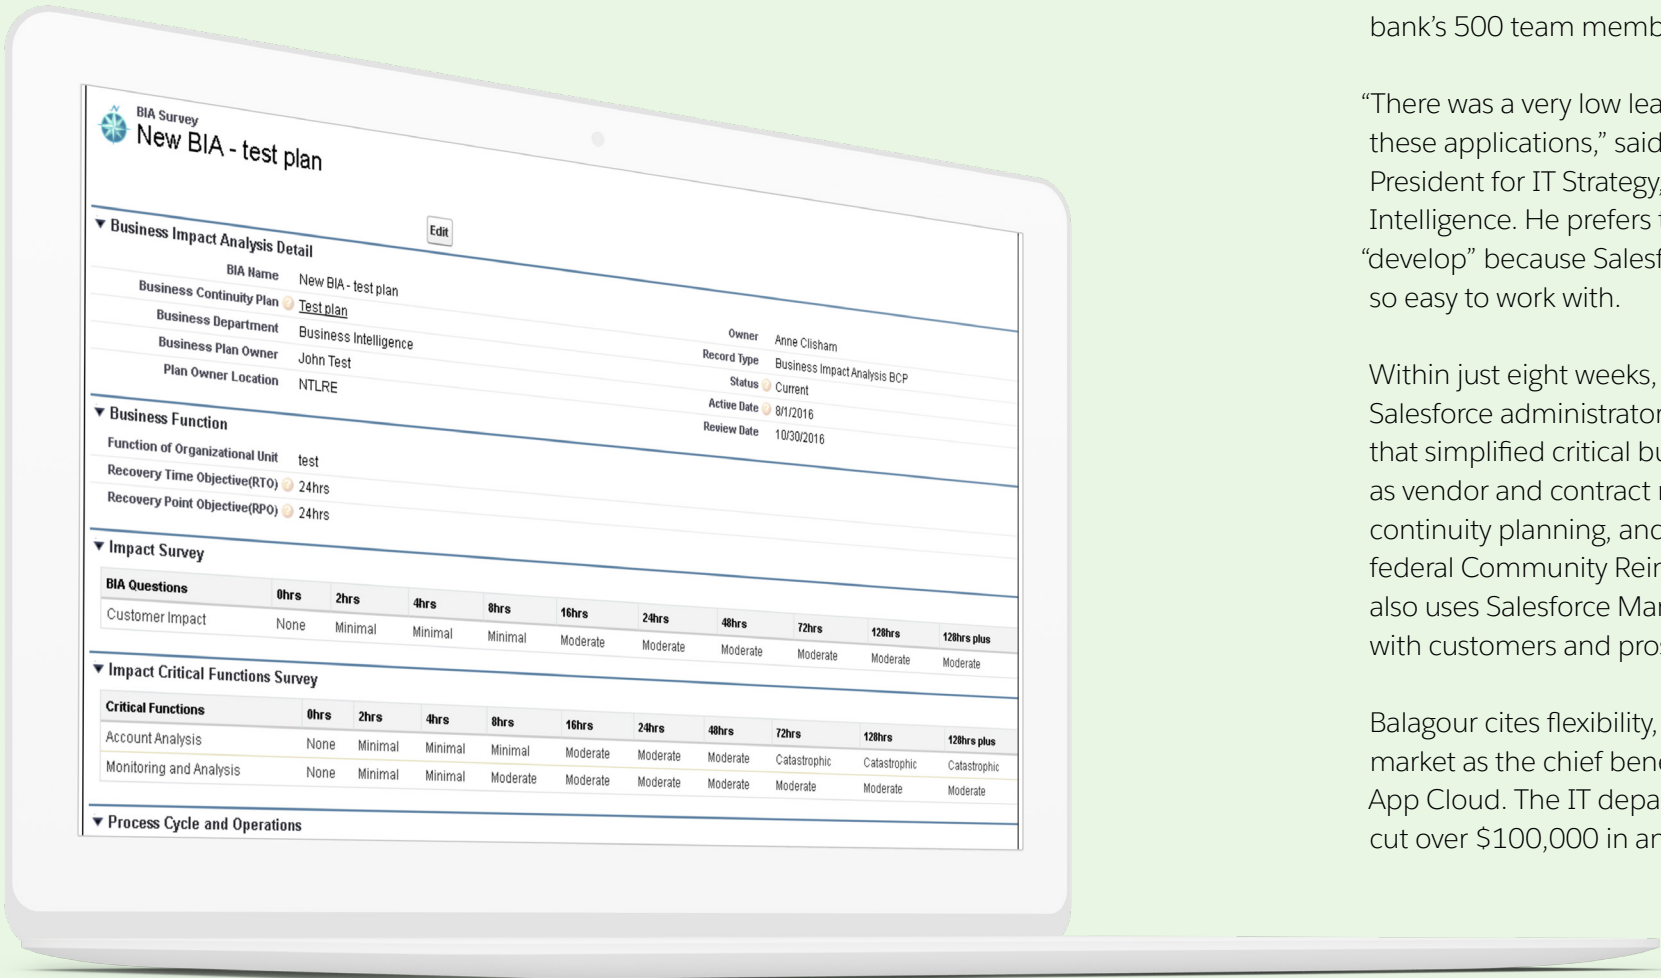 BIA Survey
New BIA - test plan
Edit
Business Impact Analysis Detail
BIA Name New BIA - test plan
Business Continuity Plan Test plan
Business Department Business Intelligence
Business Plan Owner John Test
Plan Owner Location NTLRE
Owner Anne Clisham
Record Type Business Impact Analysis BCP
Status Current
Active Date 8/1/2016
Review Date 10/30/2016
Business Function
Function of Organizational Unit test
Recovery Time Objective(RTO) 24hrs
Recovery Point Objective(RPO) 24hrs
Impact Survey
BIA Questions 0hrs 2hrs 4hrs 8hrs 16hrs 24hrs 48hrs 72hrs 128hrs 128hrs plus
Customer Impact None Minimal Minimal Minimal Moderate Moderate Moderate Moderate Moderate Moderate
Impact Critical Functions Survey
Critical Functions 0hrs 2hrs 4hrs 8hrs 16hrs 24hrs 48hrs 72hrs 128hrs 128hrs plus
Account Analysis None Minimal Minimal Minimal Moderate Moderate Moderate Catastrophic Catastrophic Catastrophic
Monitoring and Analysis None Minimal Minimal Moderate Moderate Moderate Moderate Moderate Moderate Moderate
Process Cycle and Operations
bank’s 500 team memb
“There was a very low lea
these applications,” said
President for IT Strategy,
Intelligence. He prefers
“develop” because Salesf
so easy to work with.
Within just eight weeks,
Salesforce administrator
that simplified critical bu
as vendor and contract
continuity planning, and
federal Community Rein
also uses Salesforce Mar
with customers and pros
Balagour cites flexibility,
market as the chief bene
App Cloud. The IT depa
cut over $100,000 in an